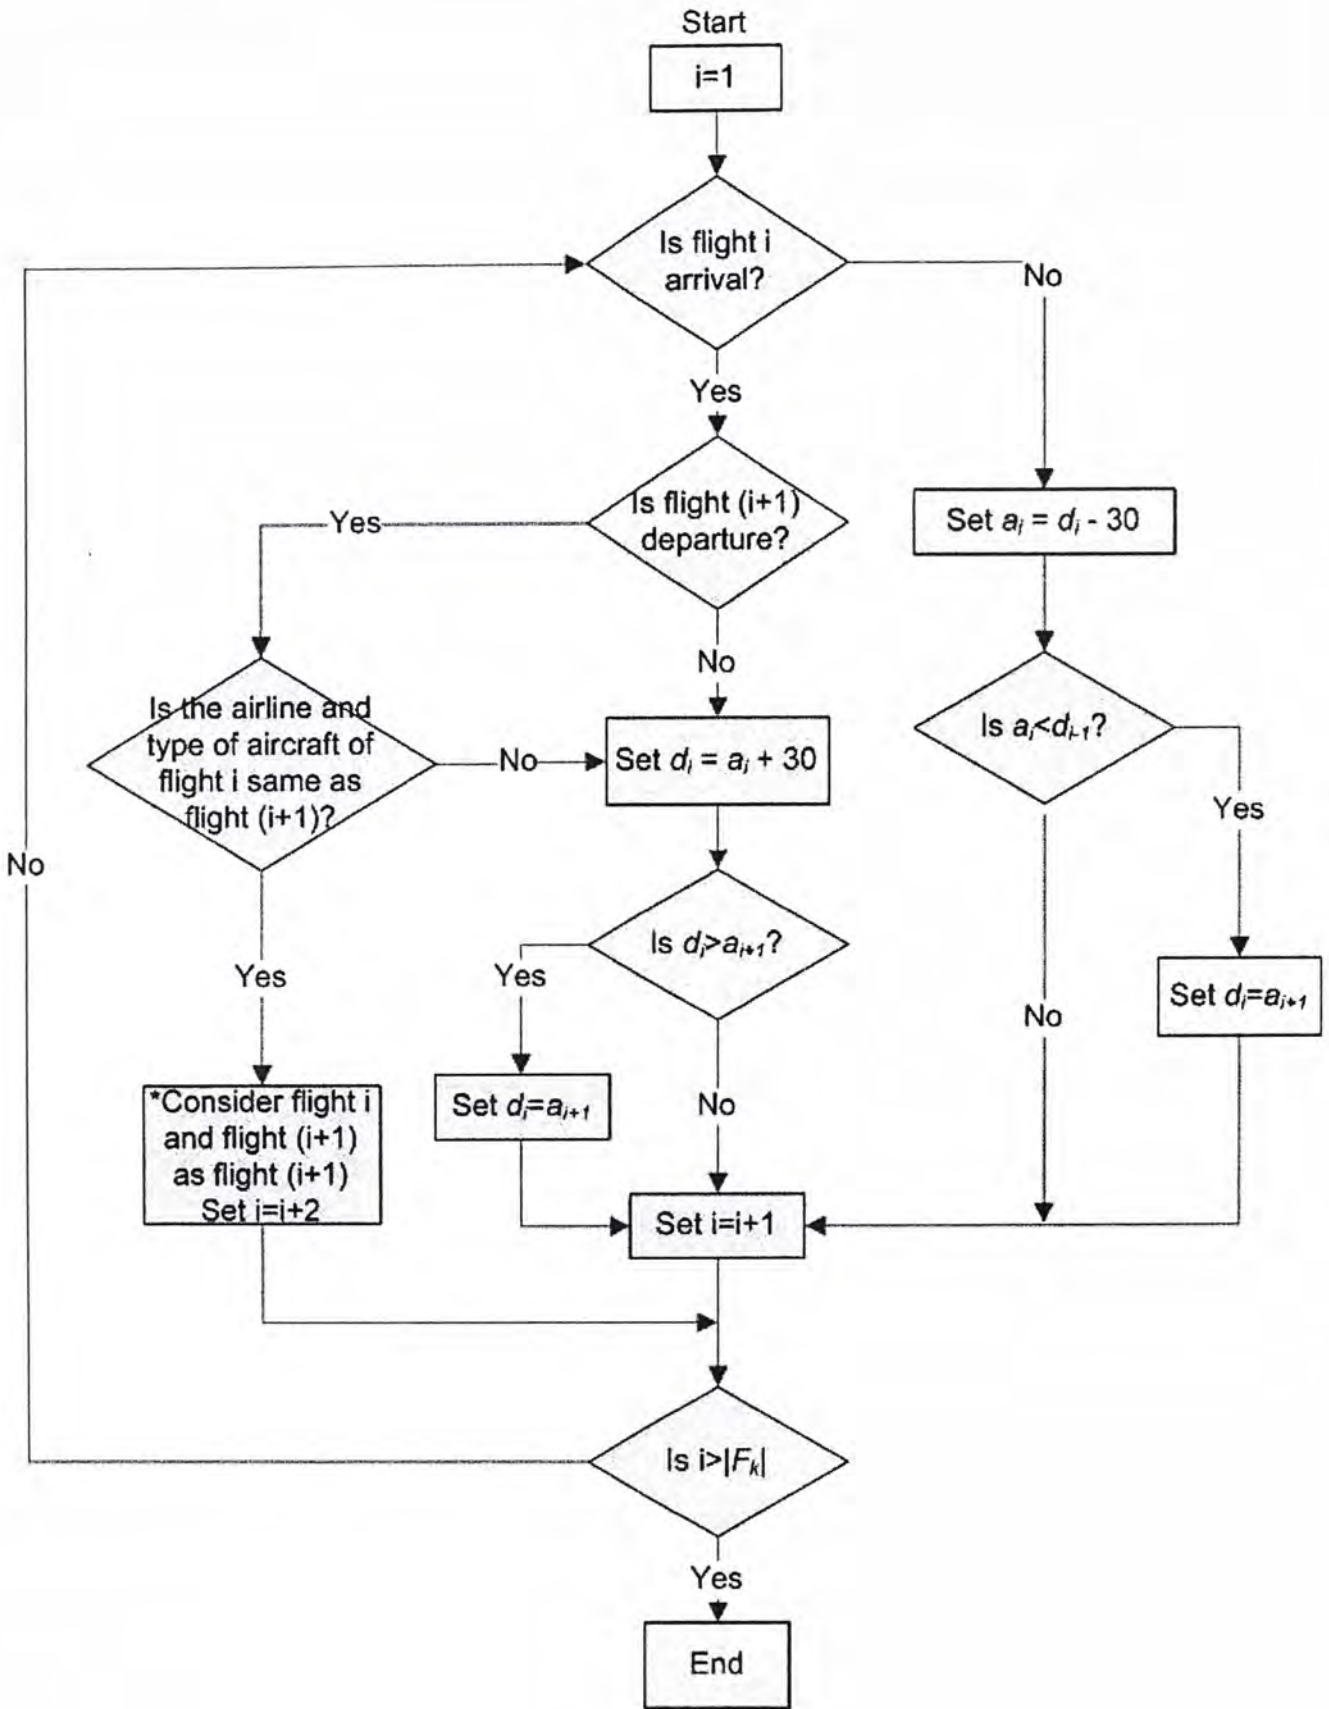 Start
i=1
Is flight i
arrival?
No
Yes
Is flight (i+1)
departure?
Yes
Set aᵢ = dᵢ - 30
No
Is the airline and
type of aircraft of
flight i same as
flight (i+1)?
No
Set dᵢ = aᵢ + 30
Is aᵢ<dᵢ₋₁?
Yes
No
Yes
Is dᵢ>aᵢ₊₁?
Yes
Set dᵢ=aᵢ₊₁
No
*Consider flight i
and flight (i+1)
as flight (i+1)
Set i=i+2
Set dᵢ=aᵢ₊₁
No
Set i=i+1
Is i>|Fₖ|
Yes
End